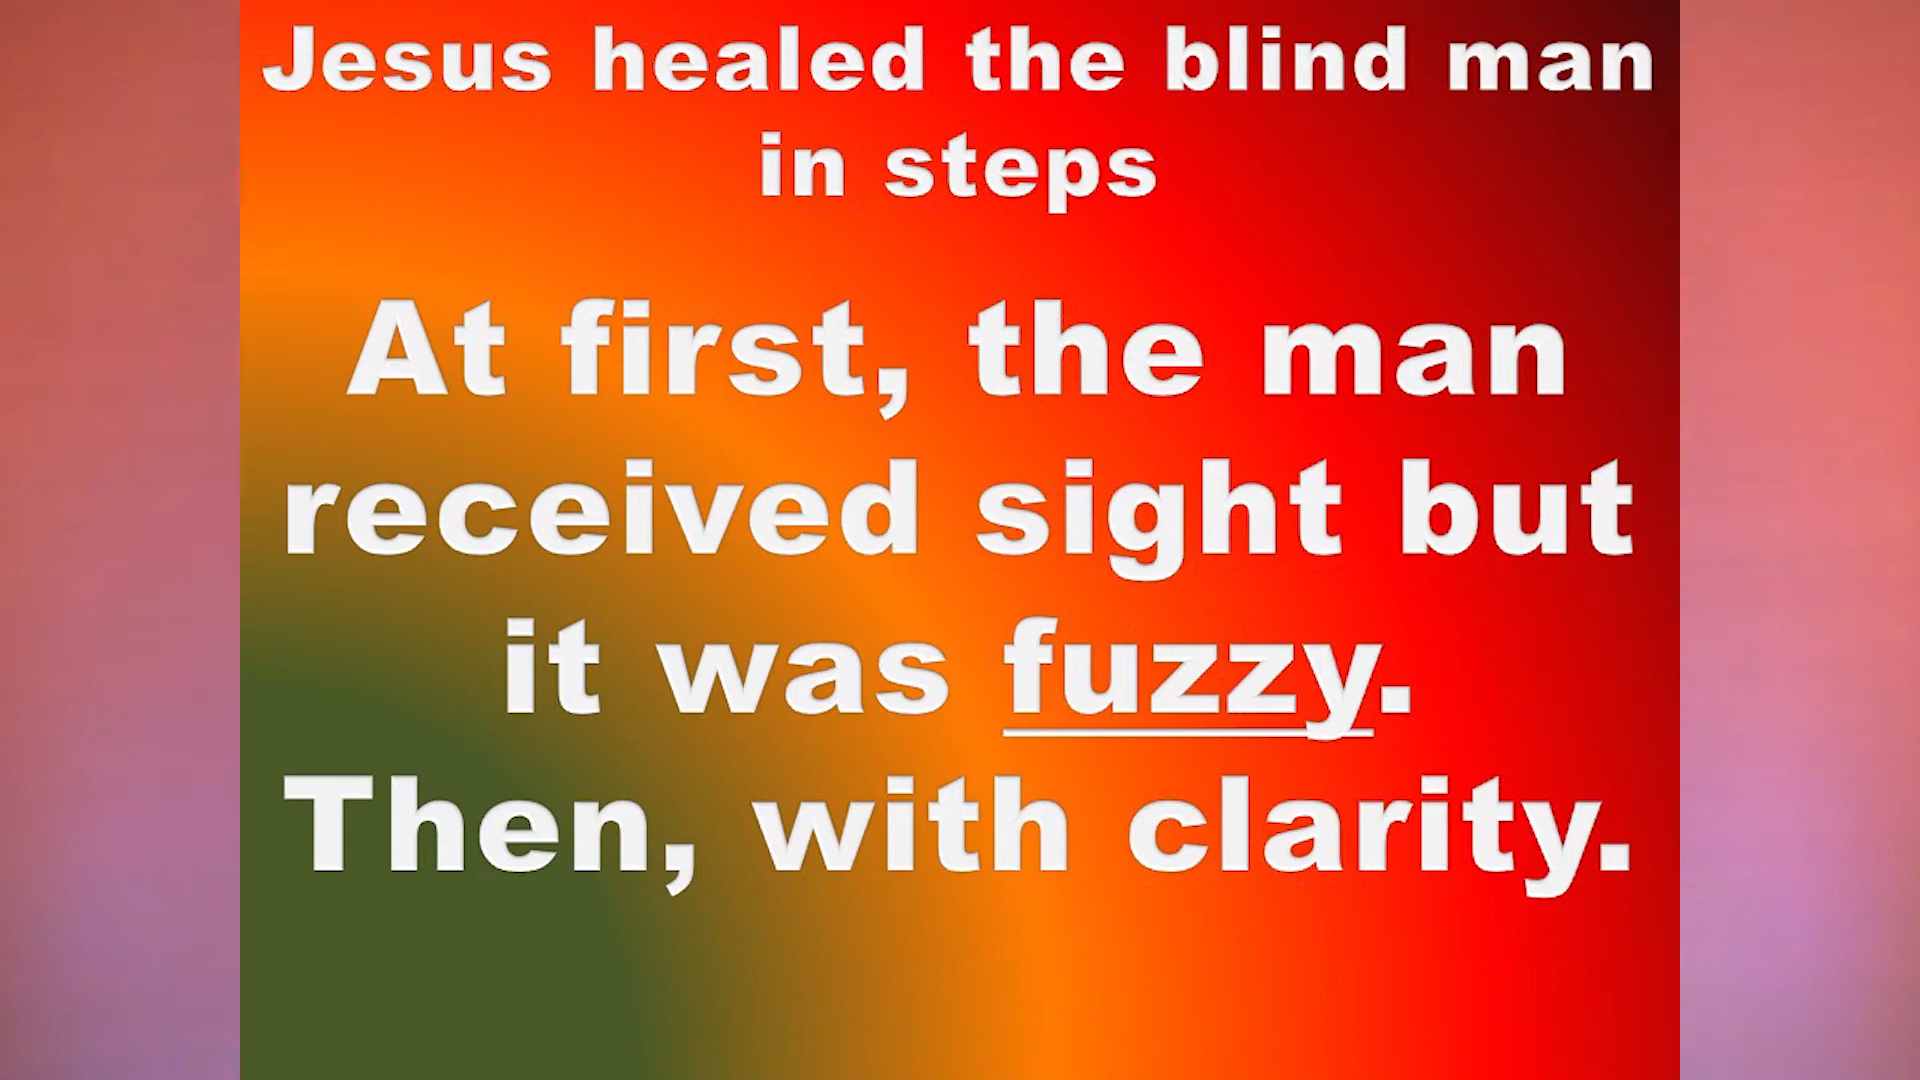 Jesus healed the blind man
in steps
At first, the man
received sight but
it was fuzzy.
Then, with clarity.